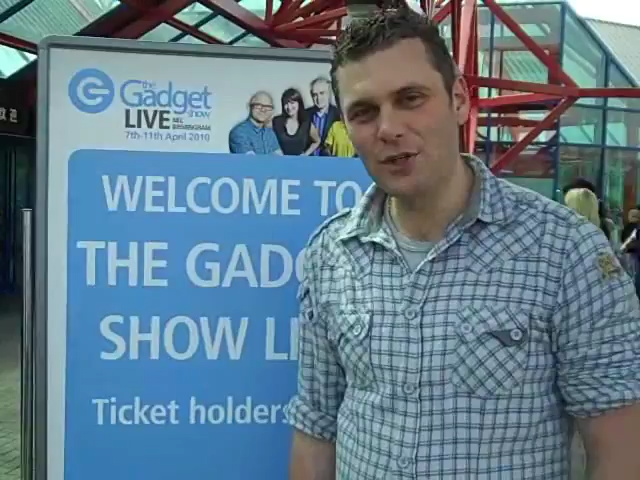 the
Gadget
show
LIVE NEC BIRMINGHAM
7th-11th April 2010
WELCOME TO
THE GADG
SHOW LI
Ticket holders